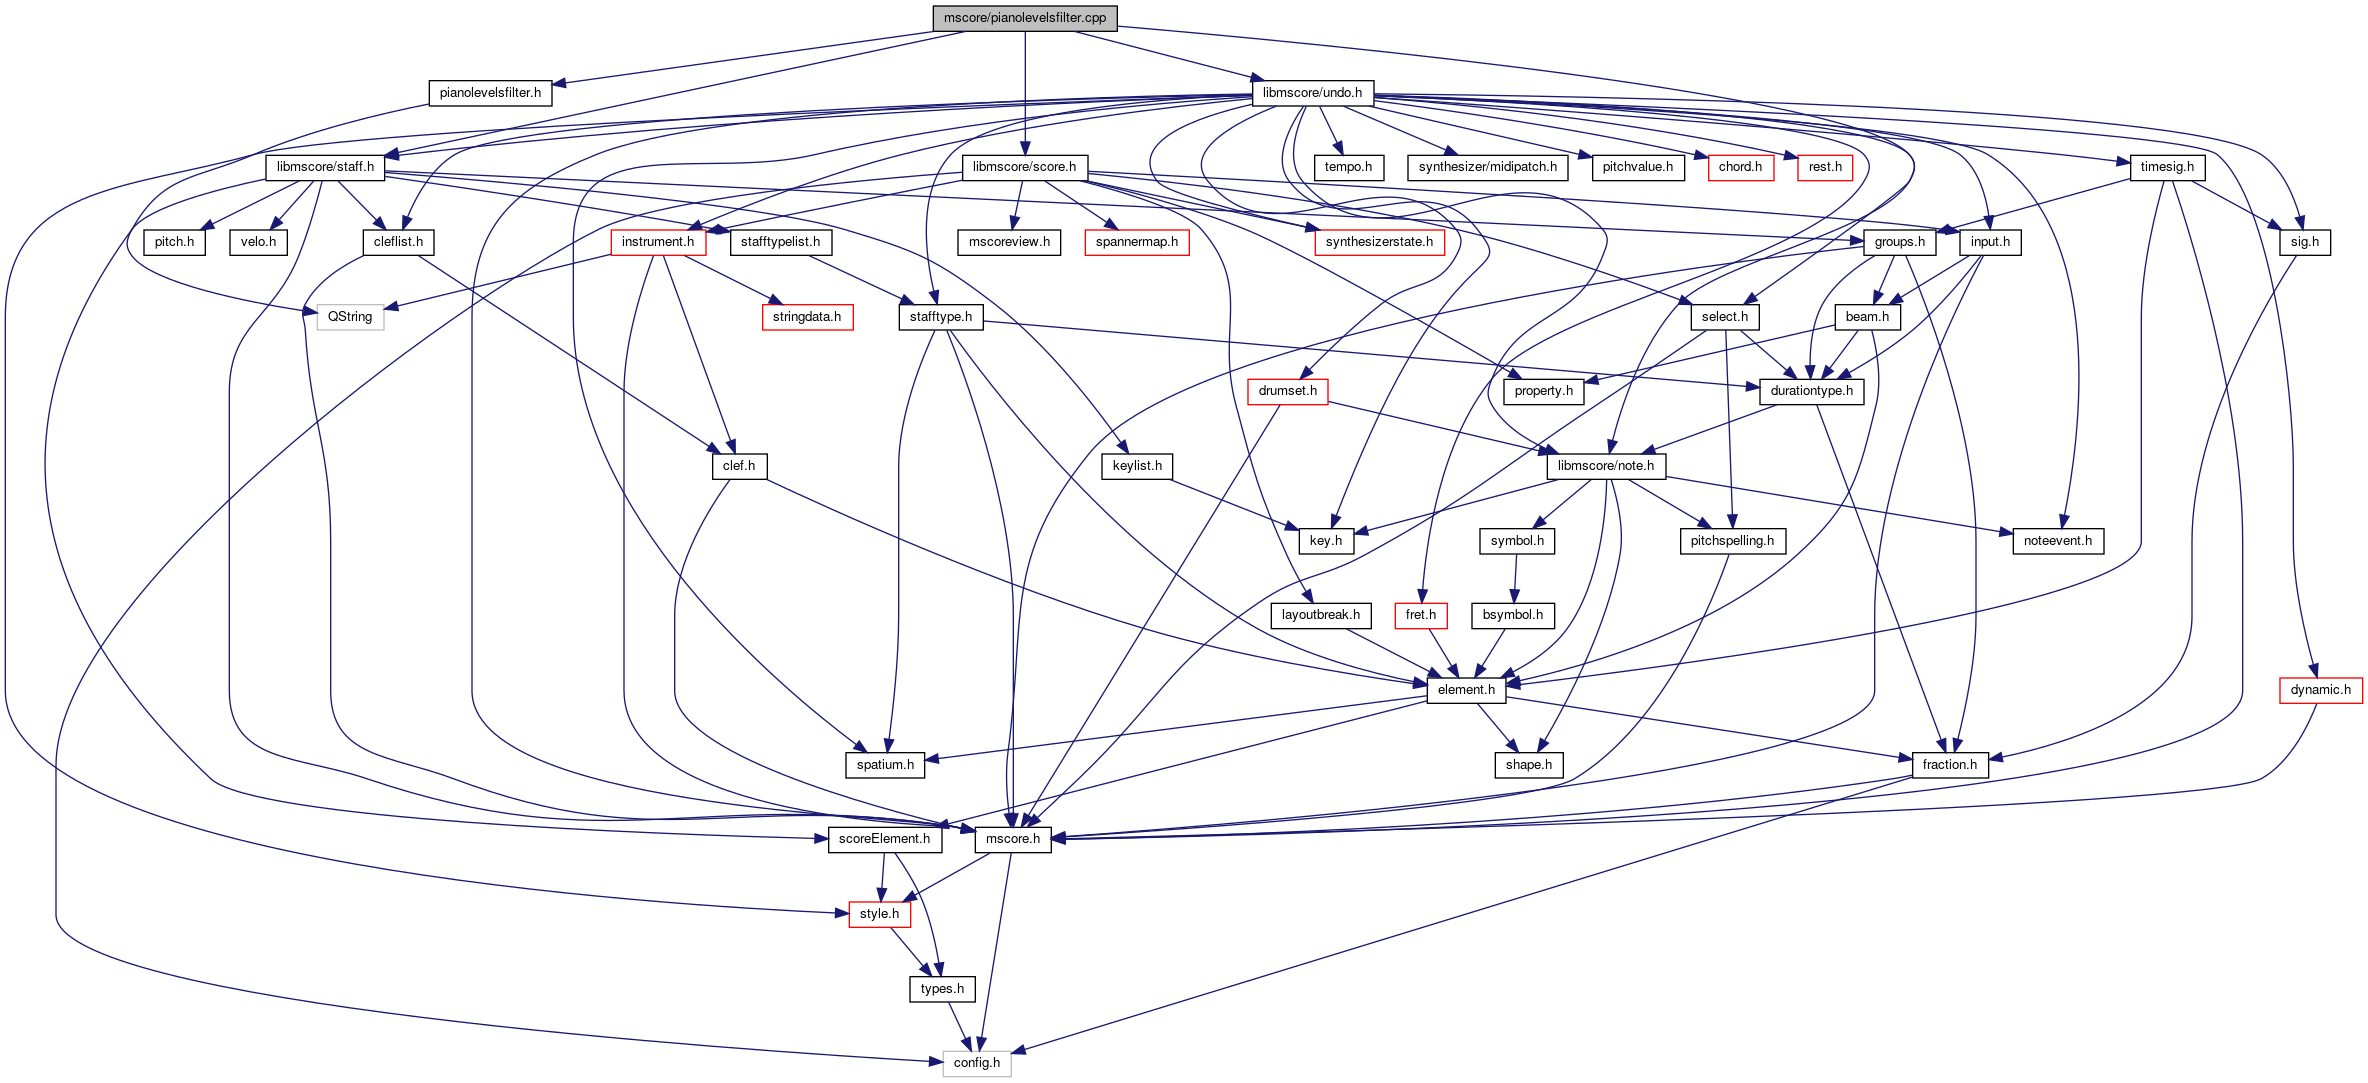 mscore/pianolevelsfilter.cpp
pianolevelsfilter.h
libmscore/undo.h
libmscore/staff.h
libmscore/score.h
tempo.h
synthesizer/midipatch.h
pitchvalue.h
chord.h
rest.h
timesig.h
pitch.h
velo.h
cleflist.h
instrument.h
stafftypelist.h
mscoreview.h
spannermap.h
synthesizerstate.h
groups.h
input.h
sig.h
QString
stringdata.h
stafftype.h
select.h
beam.h
drumset.h
property.h
durationtype.h
clef.h
keylist.h
libmscore/note.h
key.h
symbol.h
pitchspelling.h
noteevent.h
layoutbreak.h
fret.h
bsymbol.h
element.h
dynamic.h
spatium.h
shape.h
fraction.h
scoreElement.h
mscore.h
style.h
types.h
config.h